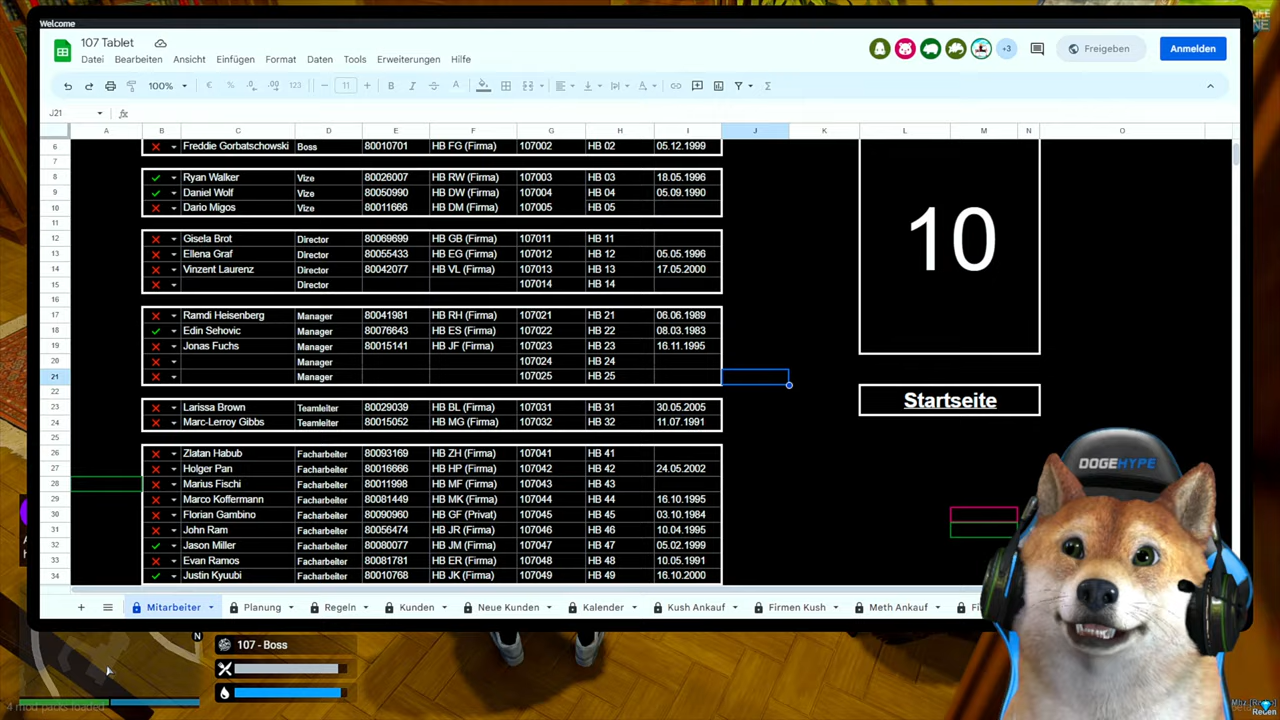 Welcome
107 Tablet
+3
Freigeben
Anmelden
Datei Bearbeiten Ansicht Einfügen Format Daten Tools Erweiterungen Hilfe
100% € % .0 .00 123 11 B I S A Σ
J21 fx
A B C D E F G H I J K L M N O
6 Freddie Gorbatschowski Boss 80010701 HB FG (Firma) 107002 HB 02 05.12.1999
7
8 Ryan Walker Vize 80026007 HB RW (Firma) 107003 HB 03 18.05.1996
9 Daniel Wolf Vize 80050990 HB DW (Firma) 107004 HB 04 05.09.1990
10 Dario Migos Vize 80011666 HB DM (Firma) 107005 HB 05
11
12 Gisela Brot Director 80069699 HB GB (Firma) 107011 HB 11
13 Ellena Graf Director 80055433 HB EG (Firma) 107012 HB 12 05.05.1996
14 Vinzent Laurenz Director 80042077 HB VL (Firma) 107013 HB 13 17.05.2000
15 Director 107014 HB 14
16
17 Ramdi Heisenberg Manager 80041981 HB RH (Firma) 107021 HB 21 06.06.1989
18 Edin Sehovic Manager 80076643 HB ES (Firma) 107022 HB 22 08.03.1983
19 Jonas Fuchs Manager 80015141 HB JF (Firma) 107023 HB 23 16.11.1995
20 Manager 107024 HB 24
21 Manager 107025 HB 25
22
23 Larissa Brown Teamleiter 80029039 HB BL (Firma) 107031 HB 31 30.05.2005
24 Marc-Lerroy Gibbs Teamleiter 80015052 HB MG (Firma) 107032 HB 32 11.07.1991
25
26 Zlatan Habub Facharbeiter 80093169 HB ZH (Firma) 107041 HB 41
27 Holger Pan Facharbeiter 80016666 HB HP (Firma) 107042 HB 42 24.05.2002
28 Marius Fischi Facharbeiter 80011998 HB MF (Firma) 107043 HB 43
29 Marco Koffermann Facharbeiter 80081449 HB MK (Firma) 107044 HB 44 16.10.1995
30 Florian Gambino Facharbeiter 80090960 HB GF (Privat) 107045 HB 45 03.10.1984
31 John Ram Facharbeiter 80056474 HB JR (Firma) 107046 HB 46 10.04.1995
32 Jason Miller Facharbeiter 80080077 HB JM (Firma) 107047 HB 47 05.02.1999
33 Evan Ramos Facharbeiter 80081781 HB ER (Firma) 107048 HB 48 10.05.1991
34 Justin Kyuubi Facharbeiter 80010768 HB JK (Firma) 107049 HB 49 16.10.2000
10
Startseite
DOGEHYPE
+ Mitarbeiter Planung Regeln Kunden Neue Kunden Kalender Kush Ankauf Firmen Kush Meth Ankauf
N
107 - Boss
4 mod packs loaded